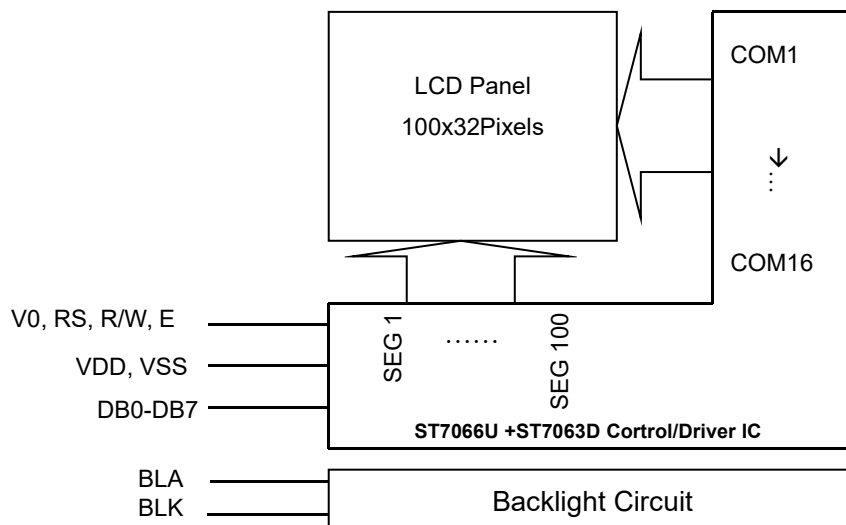 LCD Panel
100x32Pixels
COM1
...
COM16
V0, RS, R/W, E
VDD, VSS
DB0-DB7
SEG 1
......
SEG 100
ST7066U +ST7063D Cortrol/Driver IC
BLA
BLK
Backlight Circuit